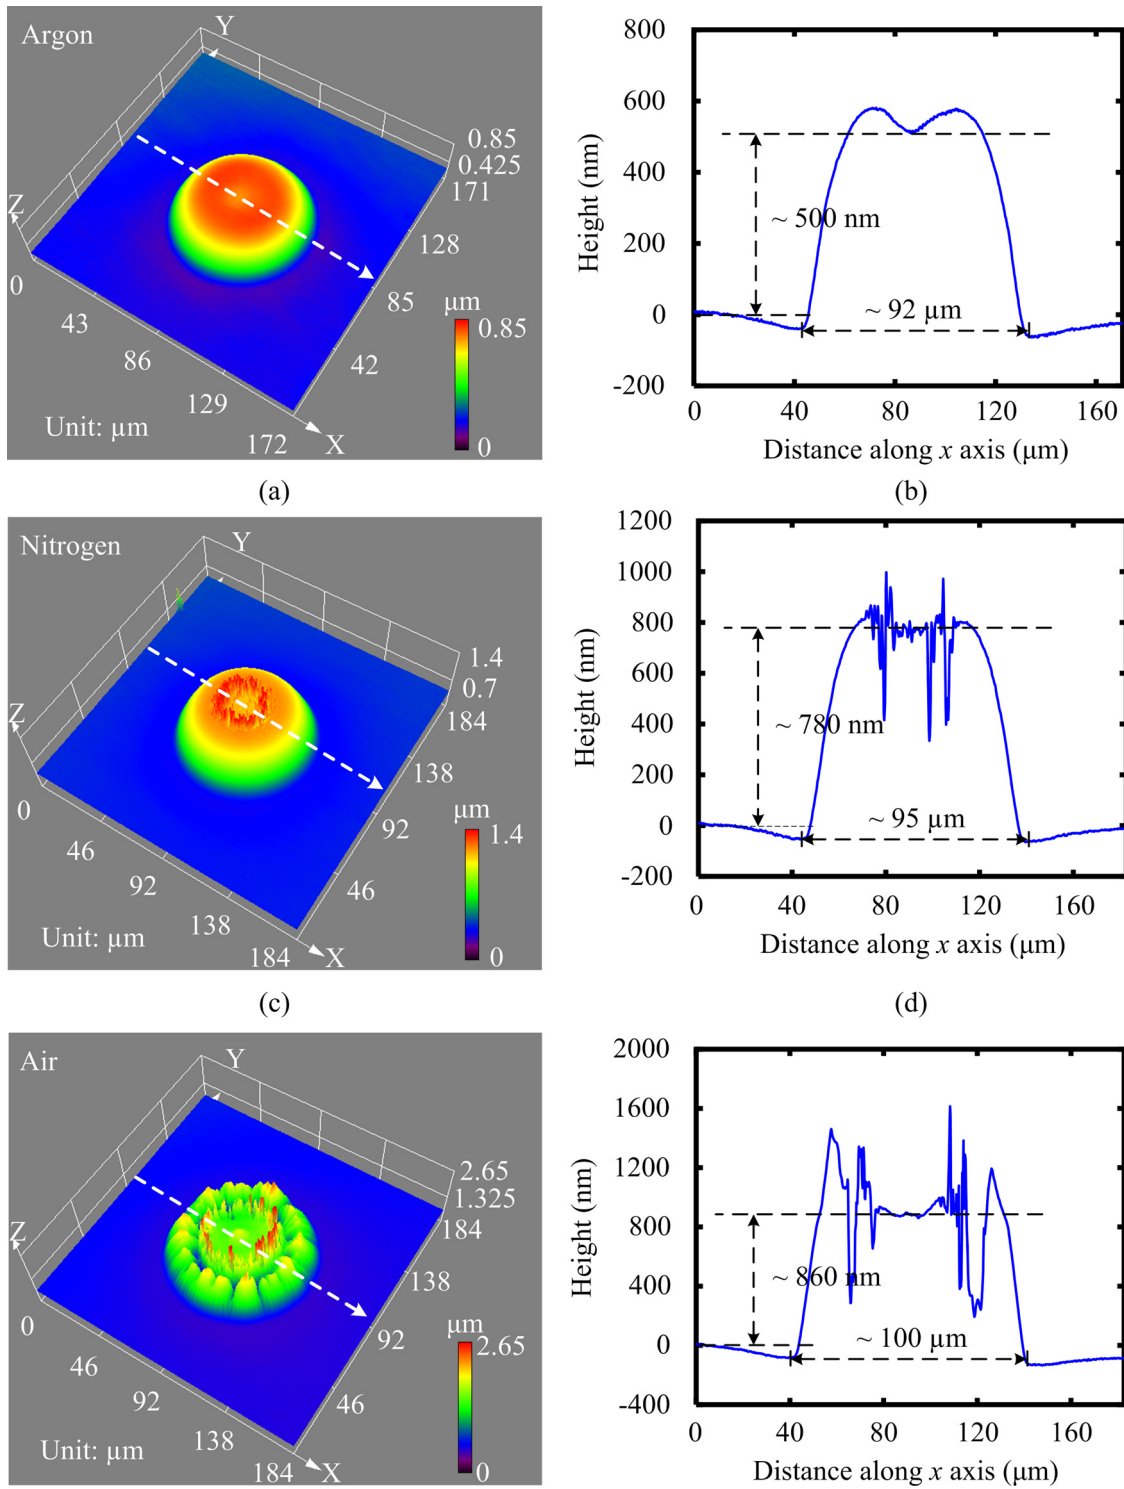 Argon
Y
0.85
0.425
171
128
85
42
Z
0
43
86
129
172
X
µm
0.85
0
Unit: µm
(a)
800
600
400
200
0
-200
Height (nm)
~ 500 nm
~ 92 µm
0 40 80 120 160
Distance along x axis (µm)
(b)
Nitrogen
Y
1.4
0.7
184
138
92
46
Z
0
46
92
138
184
X
µm
1.4
0
Unit: µm
(c)
1200
1000
800
600
400
200
0
-200
Height (nm)
~ 780 nm
~ 95 µm
0 40 80 120 160
Distance along x axis (µm)
(d)
Air
Y
2.65
1.325
184
138
92
46
Z
0
46
92
138
184
X
µm
2.65
0
Unit: µm
2000
1600
1200
800
400
0
-400
Height (nm)
~ 860 nm
~ 100 µm
0 40 80 120 160
Distance along x axis (µm)